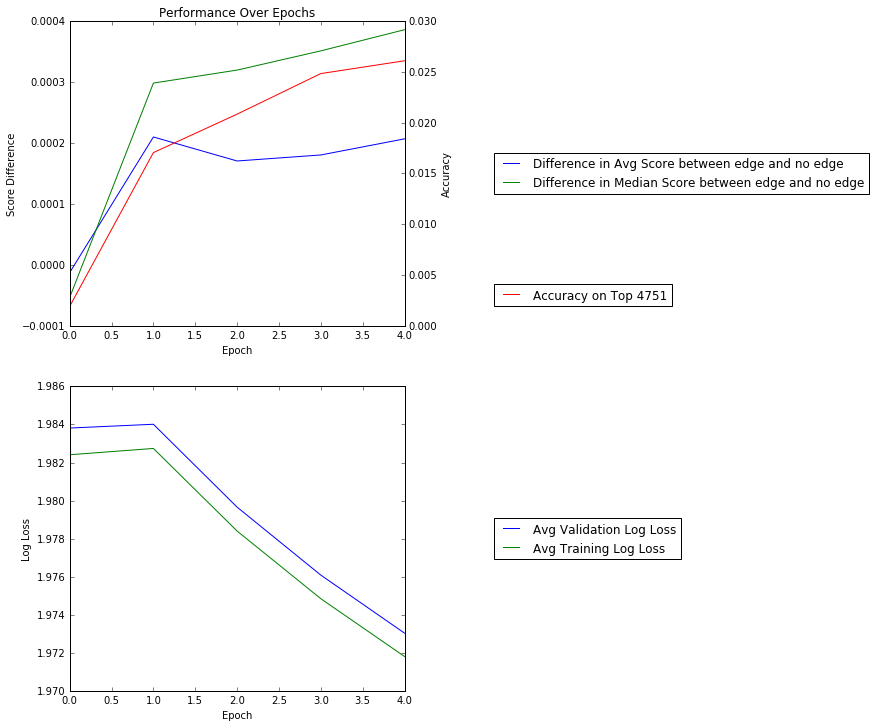 Performance Over Epochs
0.0004
0.0003
0.0002
0.0001
0.0000
−0.0001
Score Difference
0.030
0.025
0.020
0.015
0.010
0.005
0.000
Accuracy
0.0 0.5 1.0 1.5 2.0 2.5 3.0 3.5 4.0
Epoch
Difference in Avg Score between edge and no edge
Difference in Median Score between edge and no edge
Accuracy on Top 4751
1.986
1.984
1.982
1.980
1.978
1.976
1.974
1.972
1.970
Log Loss
0.0 0.5 1.0 1.5 2.0 2.5 3.0 3.5 4.0
Epoch
Avg Validation Log Loss
Avg Training Log Loss